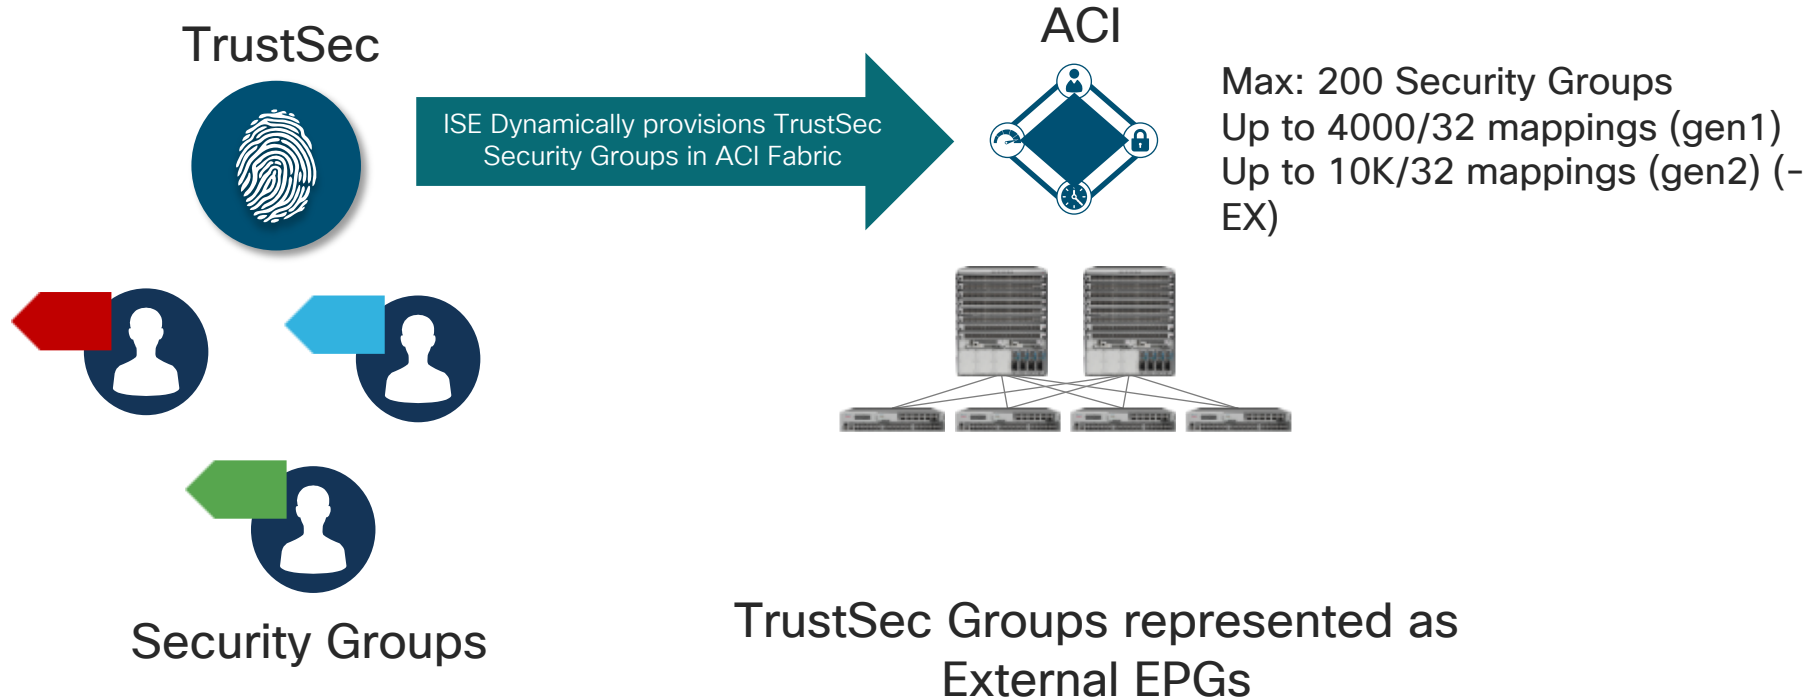 TrustSec
ACI
ISE Dynamically provisions TrustSec
Security Groups in ACI Fabric
Max: 200 Security Groups
Up to 4000/32 mappings (gen1)
Up to 10K/32 mappings (gen2) (-
EX)
Security Groups
TrustSec Groups represented as
External EPGs